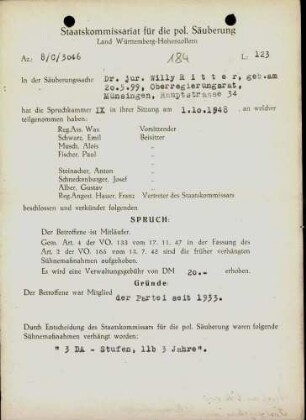 Staatskommissariat für die pol. Säuberung
Land Württemberg-Hohenzollern
Az: 8/C/3046
184
L 123
In der Säuberungssache: Dr. jur. Willy Ritter, geb. am
20.5.99, Oberregierungsrat,
Münsingen, Hauptstrasse 34
hat die Spruchkammer IX in ihrer Sitzung am 1.10.1948, an welcher
teilgenommen haben:
Reg.Ass. Was Vorsitzender
Schwarz, Emil Beisitzer
Munch, Alois "
Fischer, Paul "
Steinacher, Anton "
Schneckenburger, Josef "
Alber, Gustav "
Reg.Angest. Hauer, Franz Vertreter des Staatskommissars
beschlossen und verkündet folgenden
SPRUCH:
Der Betroffene ist Mitläufer.
Gem. Art. 4 der VO. 133 vom 17. 11. 47 in der Fassung des
Art. 2 der VO. 165 vom 13. 7. 48 sind die früher verhängten
Sühnemaßnahmen aufgehoben.
Es wird eine Verwaltungsgebühr von DM 20.- erhoben.
Gründe:
Der Betroffene war Mitglied
der Partei seit 1933.
Durch Entscheidung des Staatskommissars für die pol. Säuberung waren folgende
Sühnemaßnahmen verhängt worden:
" 3 DA - Stufen, llb 3 Jahre".